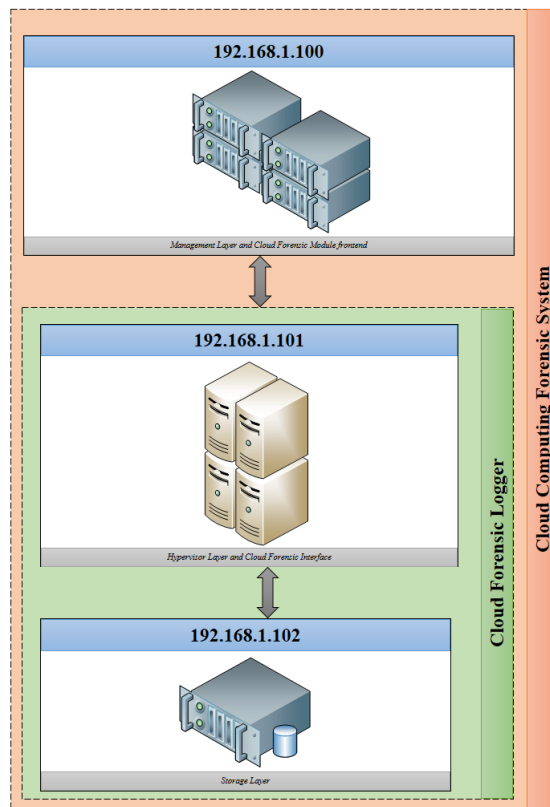 192.168.1.100
Management Layer and Cloud Forensic Module frontend
192.168.1.101
Hypervisor Layer and Cloud Forensic Interface
192.168.1.102
Storage Layer
Cloud Forensic Logger
Cloud Computing Forensic System